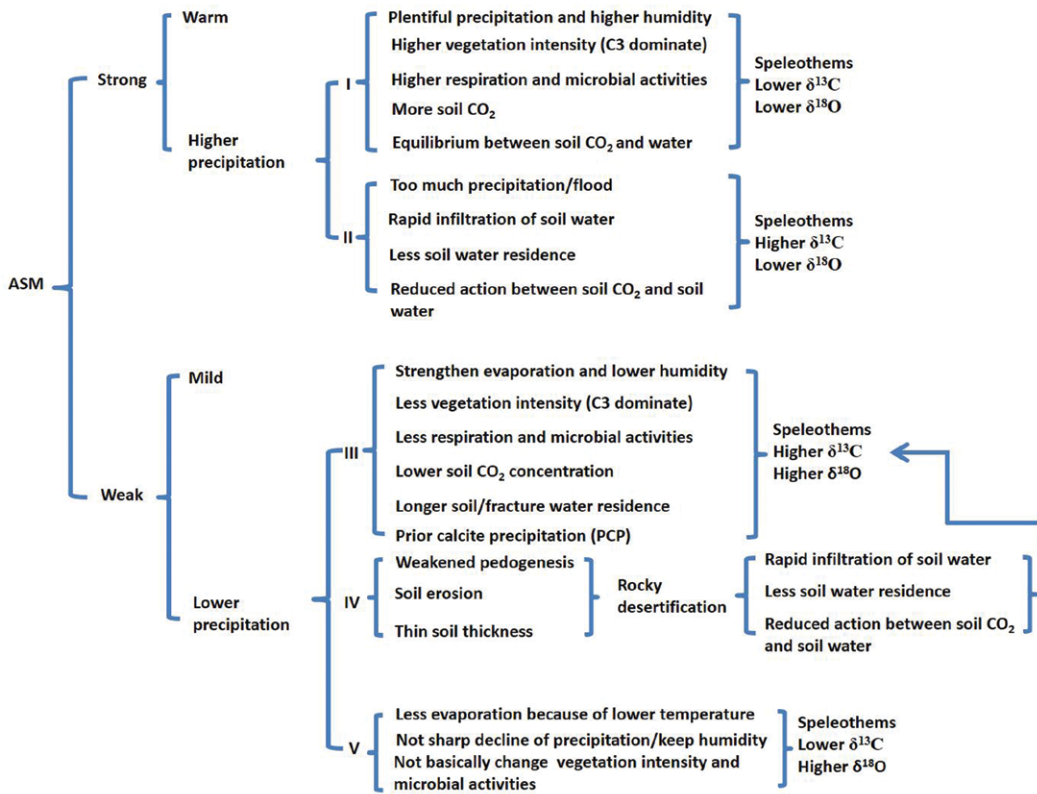 ASM
Strong
Warm
Higher
precipitation
I
Plentiful precipitation and higher humidity
Higher vegetation intensity (C3 dominate)
Higher respiration and microbial activities
More soil CO₂
Equilibrium between soil CO₂ and water
Speleothems
Lower δ¹³C
Lower δ¹⁸O
II
Too much precipitation/flood
Rapid infiltration of soil water
Less soil water residence
Reduced action between soil CO₂ and soil
water
Speleothems
Higher δ¹³C
Lower δ¹⁸O
Weak
Mild
Lower
precipitation
III
Strengthen evaporation and lower humidity
Less vegetation intensity (C3 dominate)
Less respiration and microbial activities
Lower soil CO₂ concentration
Longer soil/fracture water residence
Prior calcite precipitation (PCP)
Speleothems
Higher δ¹³C
Higher δ¹⁸O
IV
Weakened pedogenesis
Soil erosion
Thin soil thickness
Rocky
desertification
Rapid infiltration of soil water
Less soil water residence
Reduced action between soil CO₂
and soil water
V
Less evaporation because of lower temperature
Not sharp decline of precipitation/keep humidity
Not basically change vegetation intensity and
microbial activities
Speleothems
Lower δ¹³C
Higher δ¹⁸O